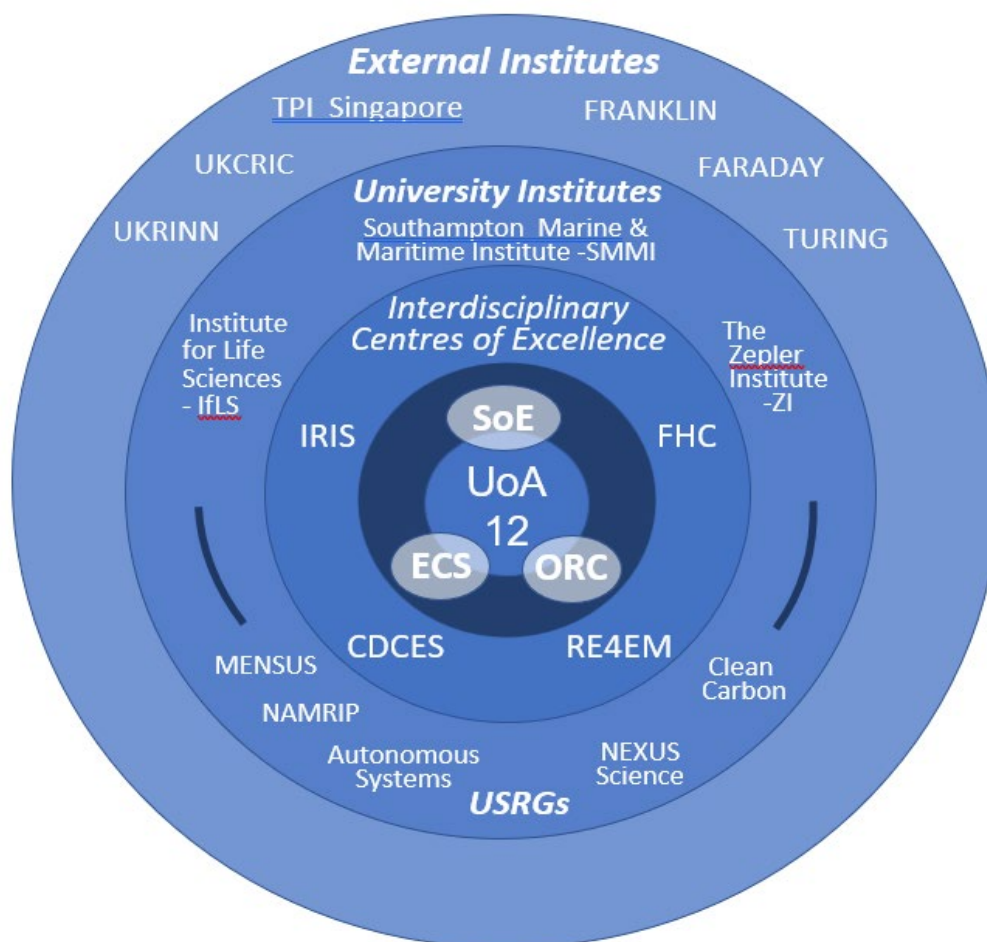 External Institutes
TPI Singapore
FRANKLIN
UKCRIC
FARADAY
UKRINN
TURING
University Institutes
Southampton Marine &
Maritime Institute -SMMI
Institute
for Life
Sciences
- IfLS
The
Zepler
Institute
-ZI
Interdisciplinary
Centres of Excellence
IRIS
FHC
SoE
UoA
12
ECS
ORC
CDCES
RE4EM
MENSUS
Clean
Carbon
NAMRIP
Autonomous
Systems
NEXUS
Science
USRGs